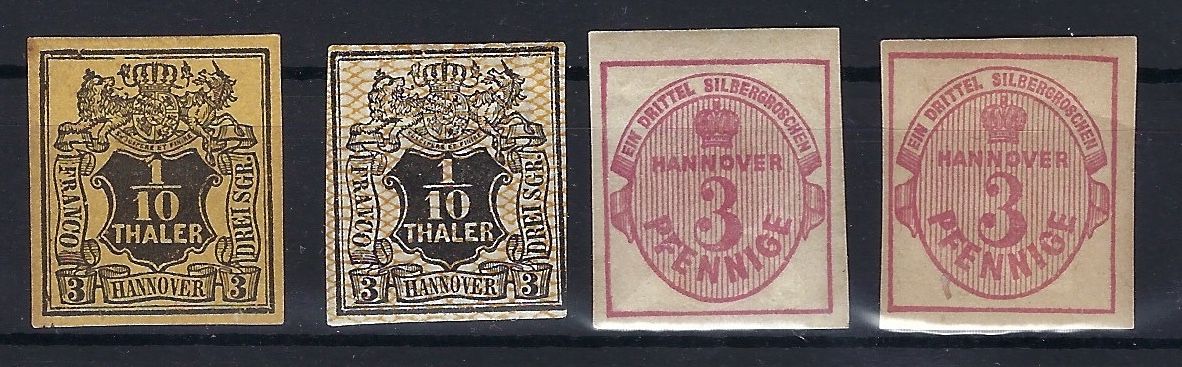 FRANCO
1
10
THALER
DREI SGR.
3 HANNOVER 3
FRANCO
1
10
THALER
DREI SGR.
3 HANNOVER 3
EIN DRITTEL SILBERGROSCHEN
HANNOVER
3
PFENNIGE
EIN DRITTEL SILBERGROSCHEN
HANNOVER
3
PFENNIGE